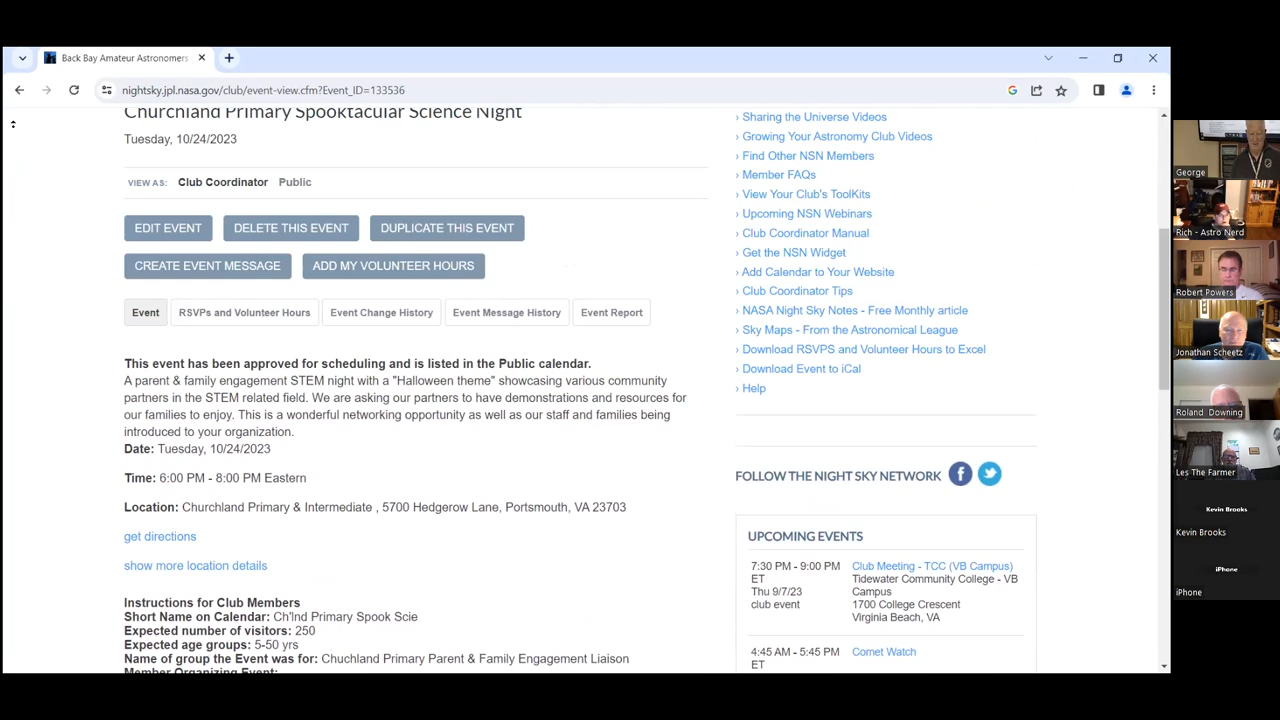 Back Bay Amateur Astronomers
nightsky.jpl.nasa.gov/club/event-view.cfm?Event_ID=133536
Churchland Primary Spooktacular Science Night
Tuesday, 10/24/2023
VIEW AS: Club Coordinator Public
EDIT EVENT DELETE THIS EVENT DUPLICATE THIS EVENT
CREATE EVENT MESSAGE ADD MY VOLUNTEER HOURS
Event RSVPs and Volunteer Hours Event Change History Event Message History Event Report
This event has been approved for scheduling and is listed in the Public calendar.
A parent & family engagement STEM night with a "Halloween theme" showcasing various community
partners in the STEM related field. We are asking our partners to have demonstrations and resources for
our families to enjoy. This is a wonderful networking opportunity as well as our staff and families being
introduced to your organization.
Date: Tuesday, 10/24/2023
Time: 6:00 PM - 8:00 PM Eastern
Location: Churchland Primary & Intermediate , 5700 Hedgerow Lane, Portsmouth, VA 23703
get directions
show more location details
Instructions for Club Members
Short Name on Calendar: Ch'lnd Primary Spook Scie
Expected number of visitors: 250
Expected age groups: 5-50 yrs
Name of group the Event was for: Chuchland Primary Parent & Family Engagement Liaison
Member Organizing Event:
› Sharing the Universe Videos
› Growing Your Astronomy Club Videos
› Find Other NSN Members
› Member FAQs
› View Your Club's ToolKits
› Upcoming NSN Webinars
› Club Coordinator Manual
› Get the NSN Widget
› Add Calendar to Your Website
› Club Coordinator Tips
› NASA Night Sky Notes - Free Monthly article
› Sky Maps - From the Astronomical League
› Download RSVPS and Volunteer Hours to Excel
› Download Event to iCal
› Help
FOLLOW THE NIGHT SKY NETWORK
UPCOMING EVENTS
7:30 PM - 9:00 PM
ET
Thu 9/7/23
club event
Club Meeting - TCC (VB Campus)
Tidewater Community College - VB
Campus
1700 College Crescent
Virginia Beach, VA
4:45 AM - 5:45 PM
ET
Comet Watch
George
Rich - Astro Nerd
Robert Powers
Jonathan Scheetz
Roland Downing
Les The Farmer
Kevin Brooks
Kevin Brooks
iPhone
iPhone